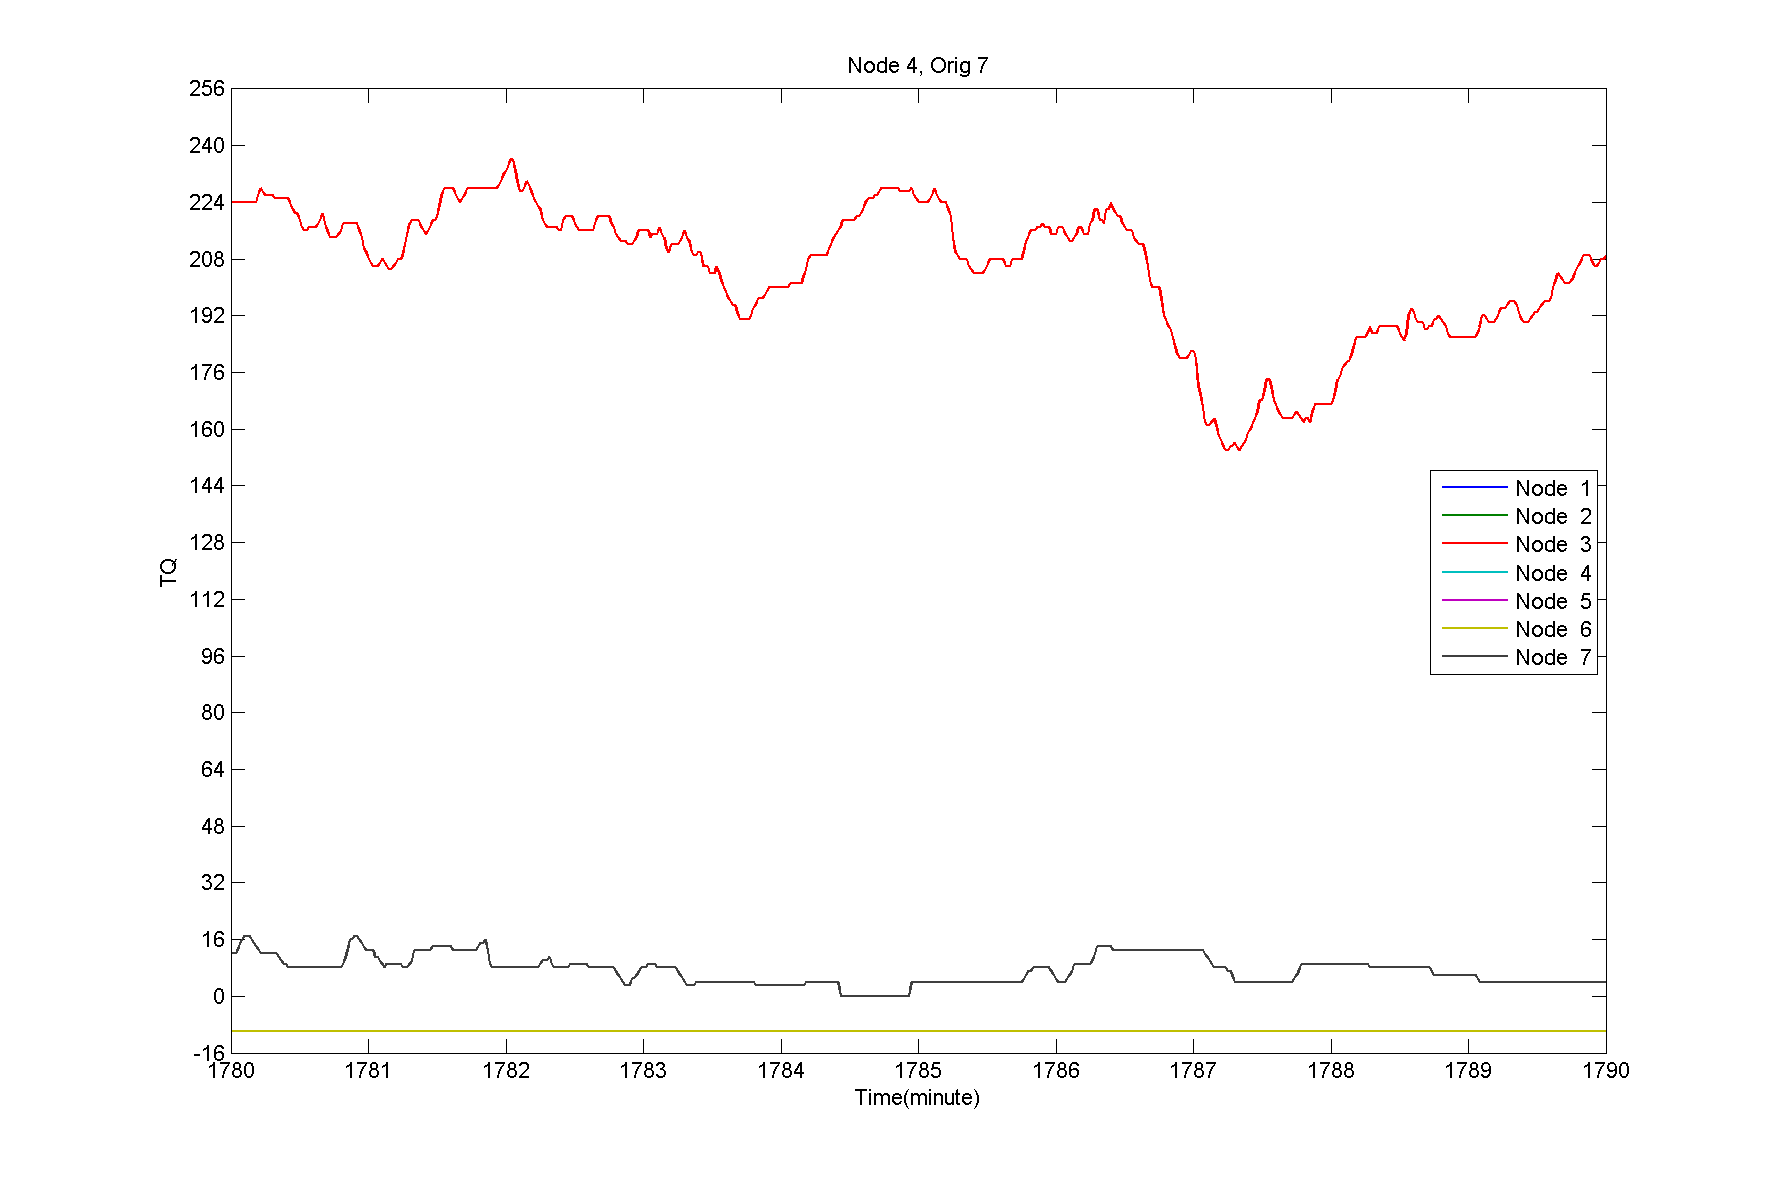 Node 4, Orig 7
256
240
224
208
192
176
160
144
128
112
96
80
64
48
32
16
0
-16
TQ
Node 1
Node 2
Node 3
Node 4
Node 5
Node 6
Node 7
1780 1781 1782 1783 1784 1785 1786 1787 1788 1789 1790
Time(minute)